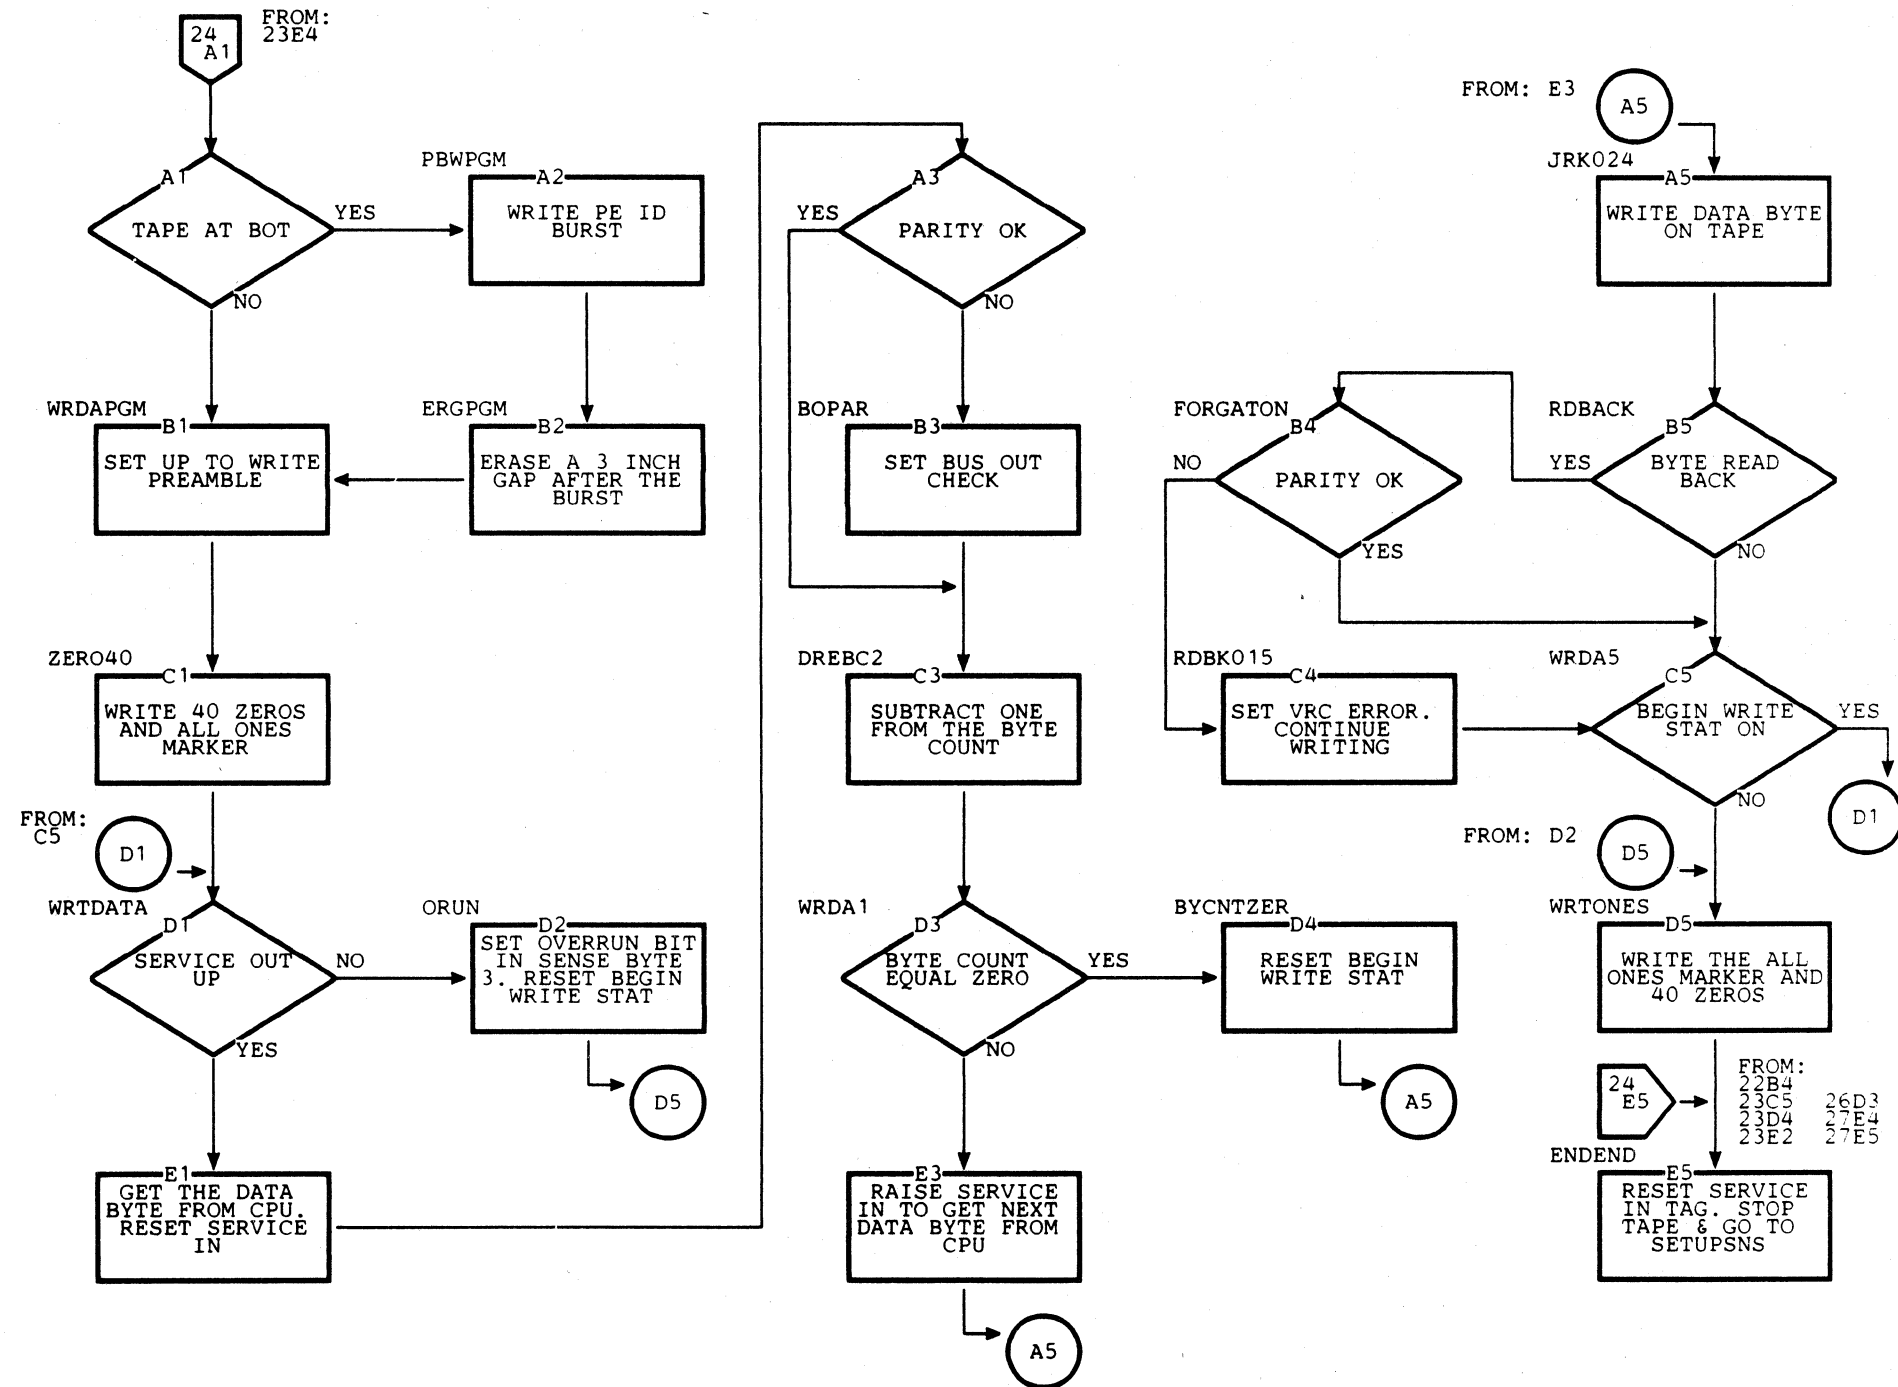 24
A1
FROM:
23E4
A1
TAPE AT BOT
YES
NO
PBWPGM
A2
WRITE PE ID
BURST
WRDAPGM
B1
SET UP TO WRITE
PREAMBLE
ERGPGM
B2
ERASE A 3 INCH
GAP AFTER THE
BURST
ZERO40
C1
WRITE 40 ZEROS
AND ALL ONES
MARKER
FROM:
C5
D1
WRTDATA
D1
SERVICE OUT
UP
NO
YES
ORUN
D2
SET OVERRUN BIT
IN SENSE BYTE
3. RESET BEGIN
WRITE STAT
D5
E1
GET THE DATA
BYTE FROM CPU.
RESET SERVICE
IN
A3
PARITY OK
YES
NO
BOPAR
B3
SET BUS OUT
CHECK
DREBC2
C3
SUBTRACT ONE
FROM THE BYTE
COUNT
WRDA1
D3
BYTE COUNT
EQUAL ZERO
YES
NO
BYCNTZER
D4
RESET BEGIN
WRITE STAT
A5
E3
RAISE SERVICE
IN TO GET NEXT
DATA BYTE FROM
CPU
A5
FROM: E3
A5
JRK024
A5
WRITE DATA BYTE
ON TAPE
RDBACK
B5
BYTE READ
BACK
YES
NO
FORGATON
B4
PARITY OK
NO
YES
RDBK015
C4
SET VRC ERROR.
CONTINUE
WRITING
WRDA5
C5
BEGIN WRITE
STAT ON
YES
NO
D1
FROM: D2
D5
WRTONES
D5
WRITE THE ALL
ONES MARKER AND
40 ZEROS
24
E5
FROM:
22B4
23C5 26D3
23D4 27E4
23E2 27E5
ENDEND
E5
RESET SERVICE
IN TAG. STOP
TAPE & GO TO
SETUPSNS